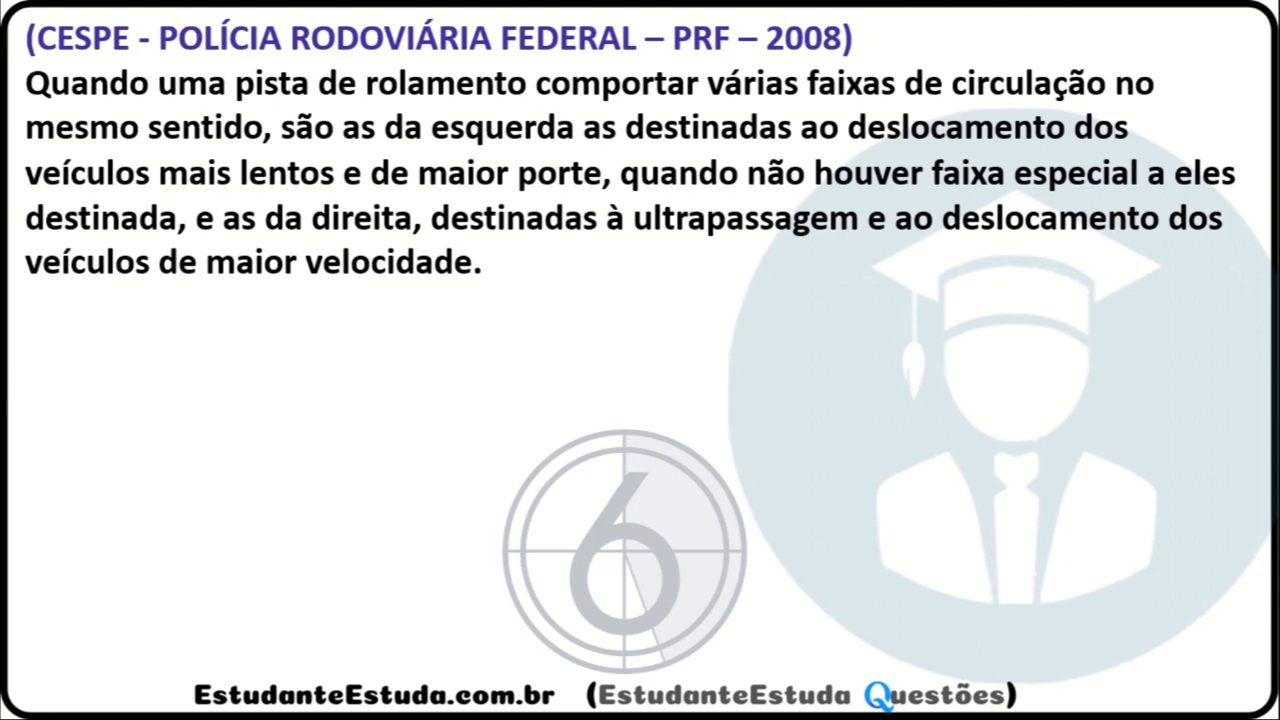 (CESPE - POLÍCIA RODOVIÁRIA FEDERAL – PRF – 2008)
Quando uma pista de rolamento comportar várias faixas de circulação no
mesmo sentido, são as da esquerda as destinadas ao deslocamento dos
veículos mais lentos e de maior porte, quando não houver faixa especial a eles
destinada, e as da direita, destinadas à ultrapassagem e ao deslocamento dos
veículos de maior velocidade.
6
EstudanteEstuda.com.br (EstudanteEstuda Questões)